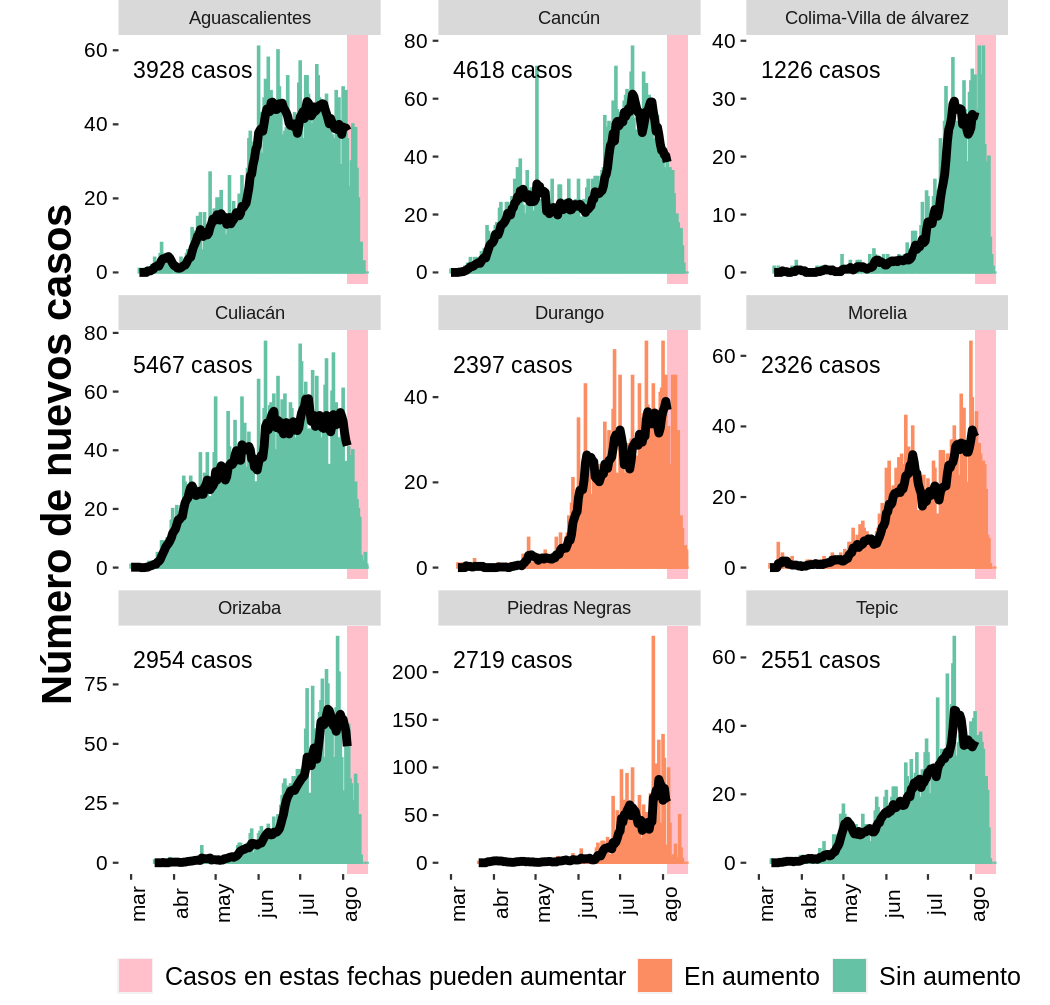 Número de nuevos casos
Aguascalientes
Cancún
Colima-Villa de álvarez
3928 casos
4618 casos
1226 casos
60
40
20
0
80
60
40
20
0
40
30
20
10
0
Culiacán
Durango
Morelia
5467 casos
2397 casos
2326 casos
80
60
40
20
0
40
20
0
60
40
20
0
Orizaba
Piedras Negras
Tepic
2954 casos
2719 casos
2551 casos
75
50
25
0
200
150
100
50
0
60
40
20
0
mar abr may jun jul ago
mar abr may jun jul ago
mar abr may jun jul ago
Casos en estas fechas pueden aumentar En aumento Sin aumento